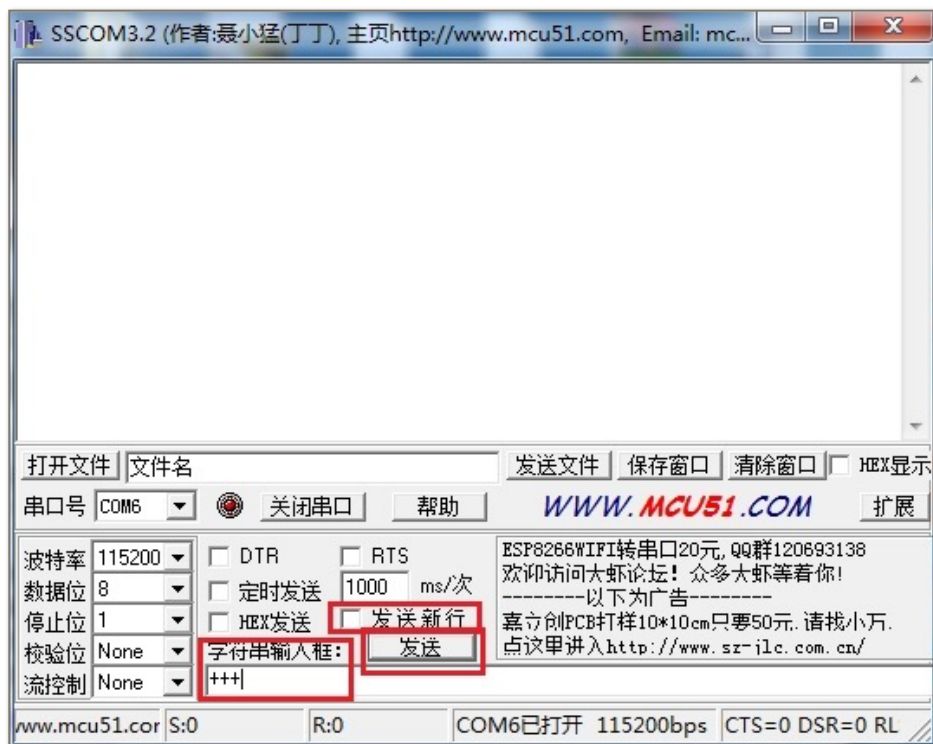 SSCOM3.2 (作者:聂小猛(丁丁), 主页http://www.mcu51.com, Email: mc...
打开文件 文件名 发送文件 保存窗口 清除窗口 HEX显示
串口号 COM6 关闭串口 帮助 WWW.MCU51.COM 扩展
波特率 115200 DTR RTS
数据位 8 定时发送 1000 ms/次
停止位 1 HEX发送 发送新行
校验位 None 字符串输入框: 发送
流控制 None +++
ESP8266WIFI转串口20元,QQ群120693138
欢迎访问大虾论坛! 众多大虾等着你!
--------以下为广告--------
嘉立创PCB打样10*10cm只要50元.请找小万.
点这里进入http://www.sz-jlc.com.cn/
www.mcu51.cor S:0 R:0 COM6已打开 115200bps CTS=0 DSR=0 RL